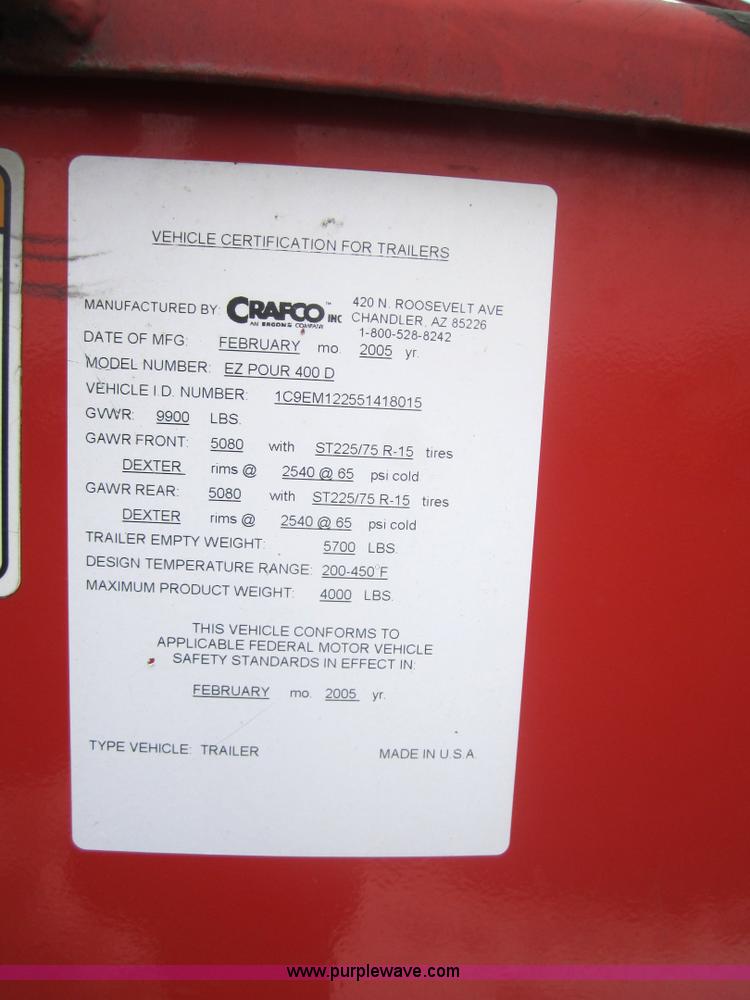 VEHICLE CERTIFICATION FOR TRAILERS
MANUFACTURED BY: CRAFCO™ INC 420 N. ROOSEVELT AVE
AN ERGON COMPANY CHANDLER, AZ 85226
1-800-528-8242
DATE OF MFG: FEBRUARY mo. 2005 yr.
MODEL NUMBER: EZ POUR 400 D
VEHICLE I.D. NUMBER: 1C9EM122551418015
GVWR: 9900 LBS.
GAWR FRONT: 5080 with ST225/75 R-15 tires
DEXTER rims @ 2540 @ 65 psi cold
GAWR REAR: 5080 with ST225/75 R-15 tires
DEXTER rims @ 2540 @ 65 psi cold
TRAILER EMPTY WEIGHT: 5700 LBS.
DESIGN TEMPERATURE RANGE: 200-450°F
MAXIMUM PRODUCT WEIGHT: 4000 LBS.
THIS VEHICLE CONFORMS TO
APPLICABLE FEDERAL MOTOR VEHICLE
SAFETY STANDARDS IN EFFECT IN:
FEBRUARY mo. 2005 yr.
TYPE VEHICLE: TRAILER MADE IN U.S.A.
www.purplewave.com